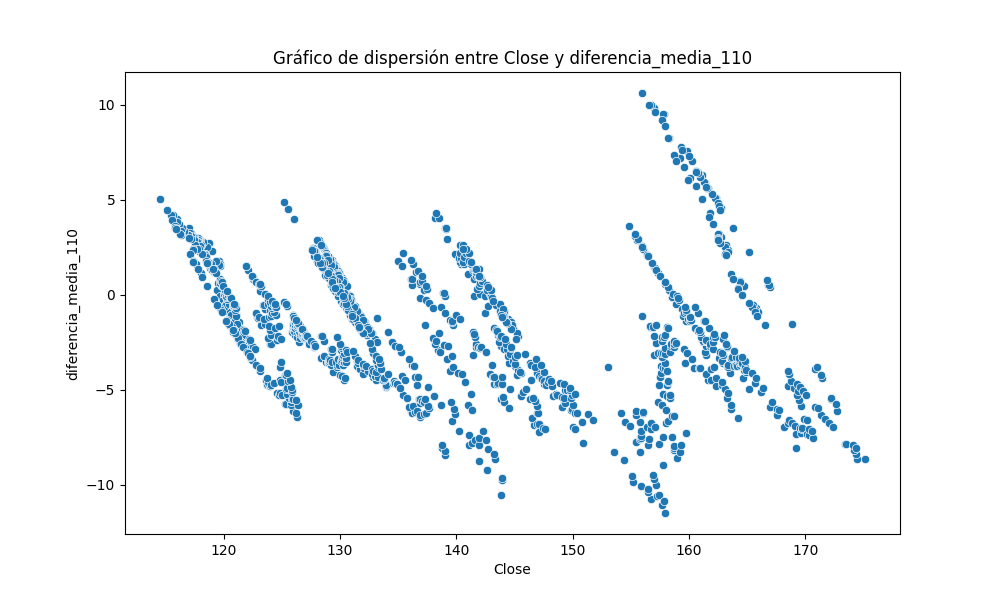 Gráfico de dispersión entre Close y diferencia_media_110
10
5
0
−5
−10
diferencia_media_110
120 130 140 150 160 170
Close